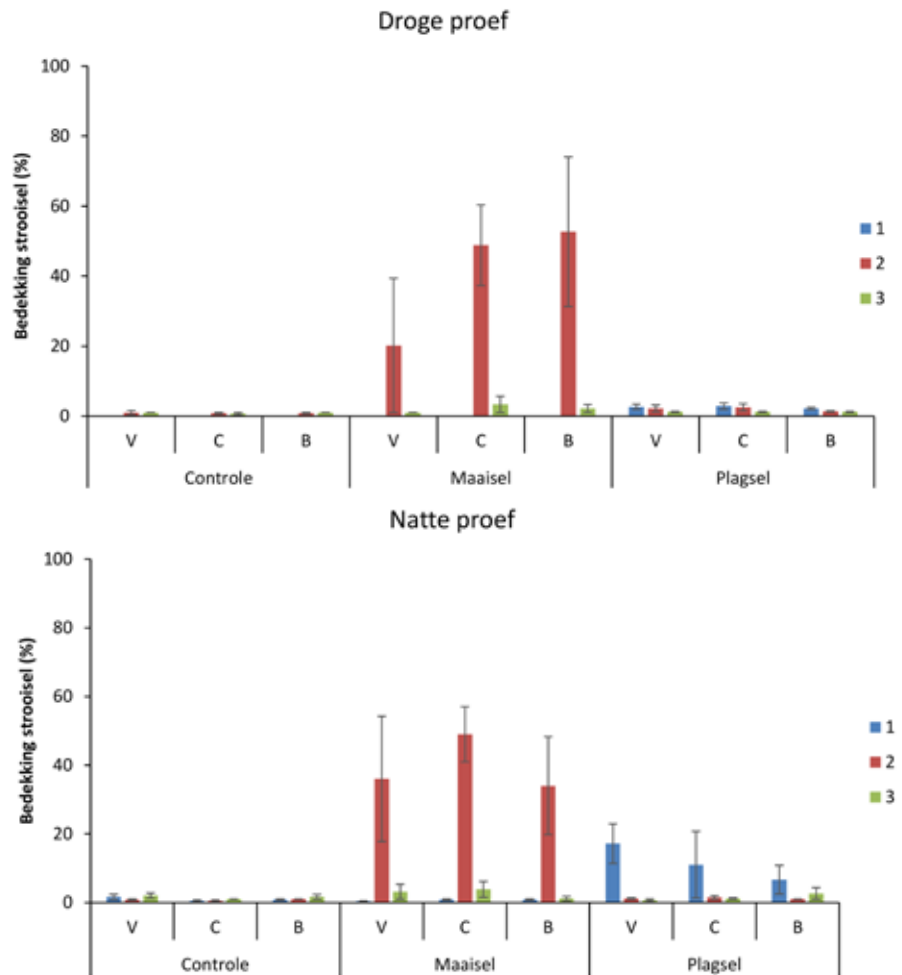 Droge proef
100
80
60
40
20
0
Bedekking strooisel (%)
V C B V C B V C B
Controle Maaisel Plagsel
1
2
3
Natte proef
100
80
60
40
20
0
Bedekking strooisel (%)
V C B V C B V C B
Controle Maaisel Plagsel
1
2
3